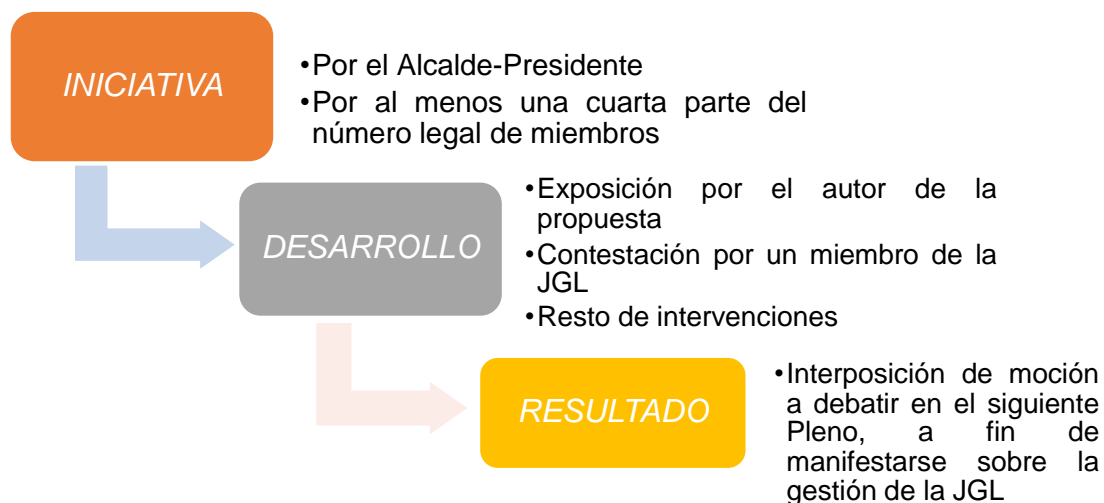 INICIATIVA
•Por el Alcalde-Presidente
•Por al menos una cuarta parte del
número legal de miembros
DESARROLLO
•Exposición por el autor de la
propuesta
•Contestación por un miembro de la
JGL
•Resto de intervenciones
RESULTADO
•Interposición de moción
a debatir en el siguiente
Pleno, a fin de
manifestarse sobre la
gestión de la JGL